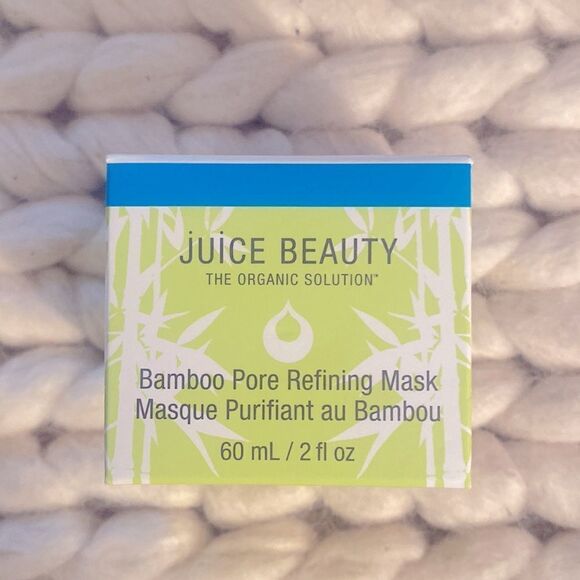 juice BEAUTY
THE ORGANIC SOLUTION™
Bamboo Pore Refining Mask
Masque Purifiant au Bambou
60 mL / 2 fl oz